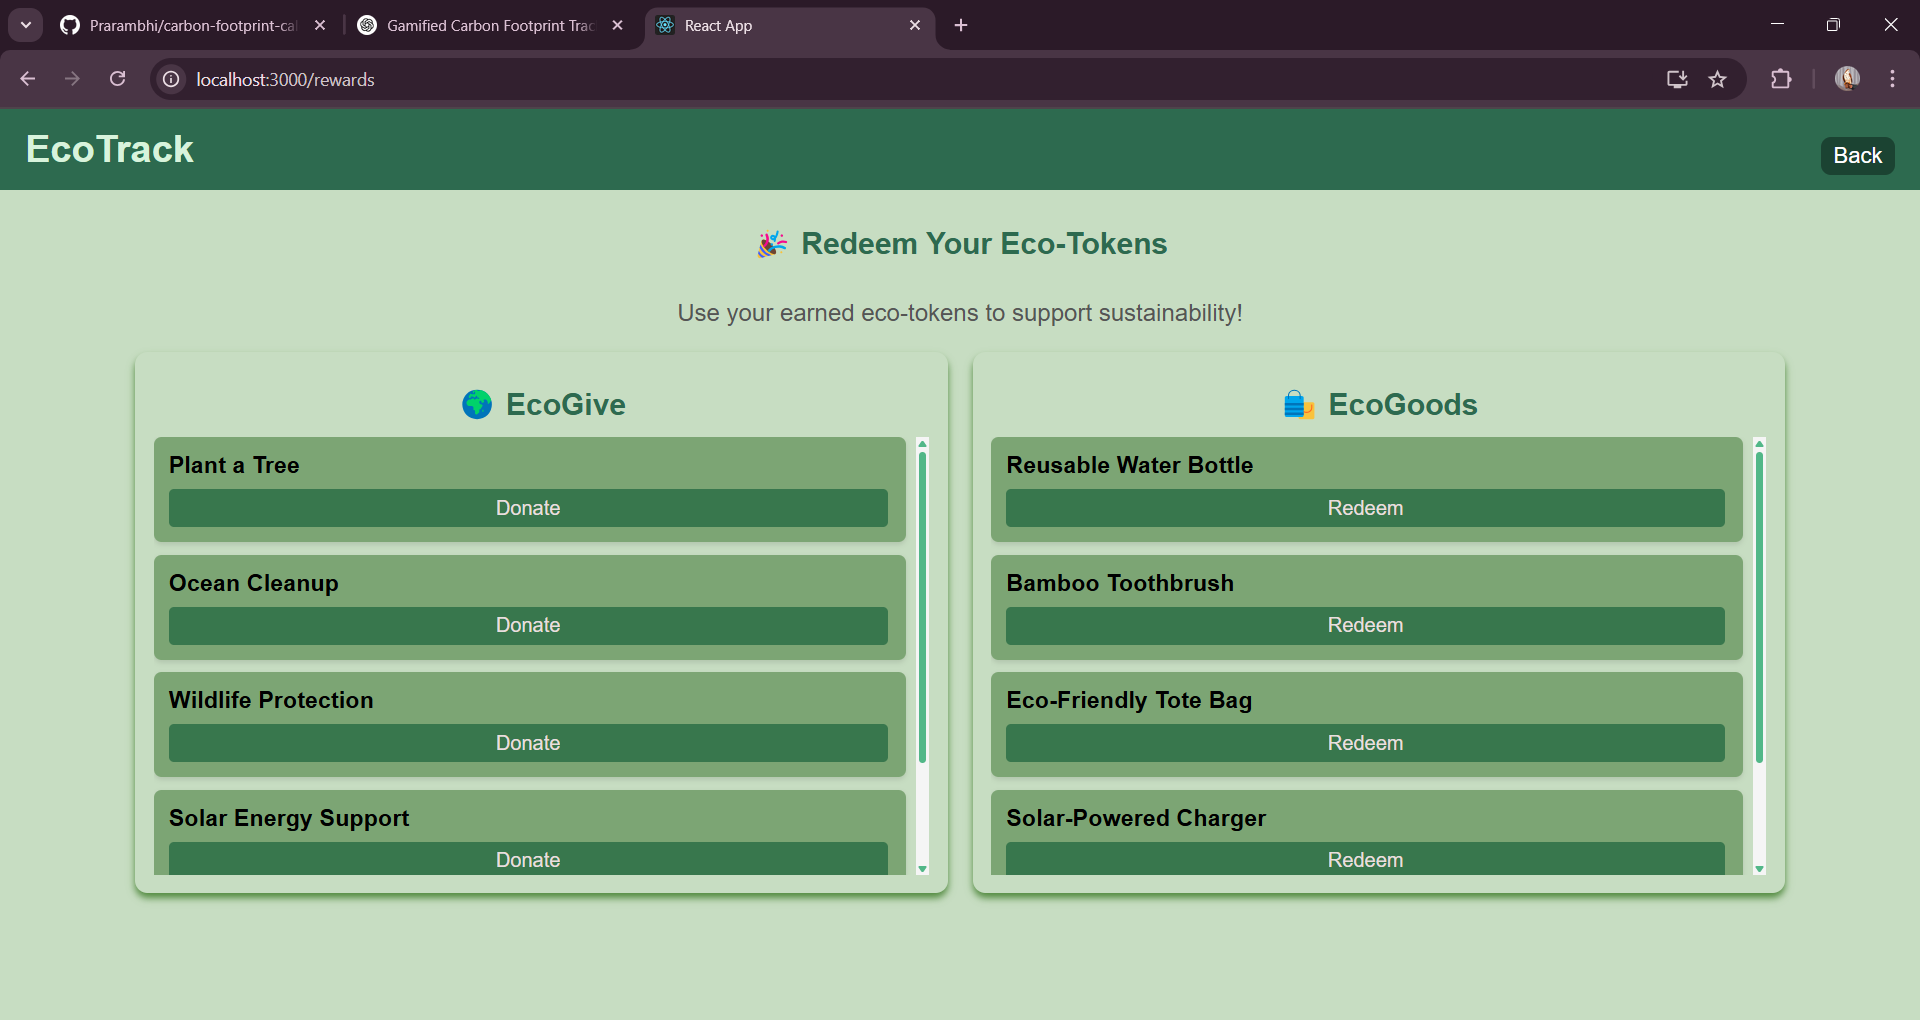 Prarambhi/carbon-footprint-cal
Gamified Carbon Footprint Trac
React App
localhost:3000/rewards
EcoTrack
Back
Redeem Your Eco-Tokens
Use your earned eco-tokens to support sustainability!
EcoGive
Plant a Tree
Donate
Ocean Cleanup
Donate
Wildlife Protection
Donate
Solar Energy Support
Donate
EcoGoods
Reusable Water Bottle
Redeem
Bamboo Toothbrush
Redeem
Eco-Friendly Tote Bag
Redeem
Solar-Powered Charger
Redeem